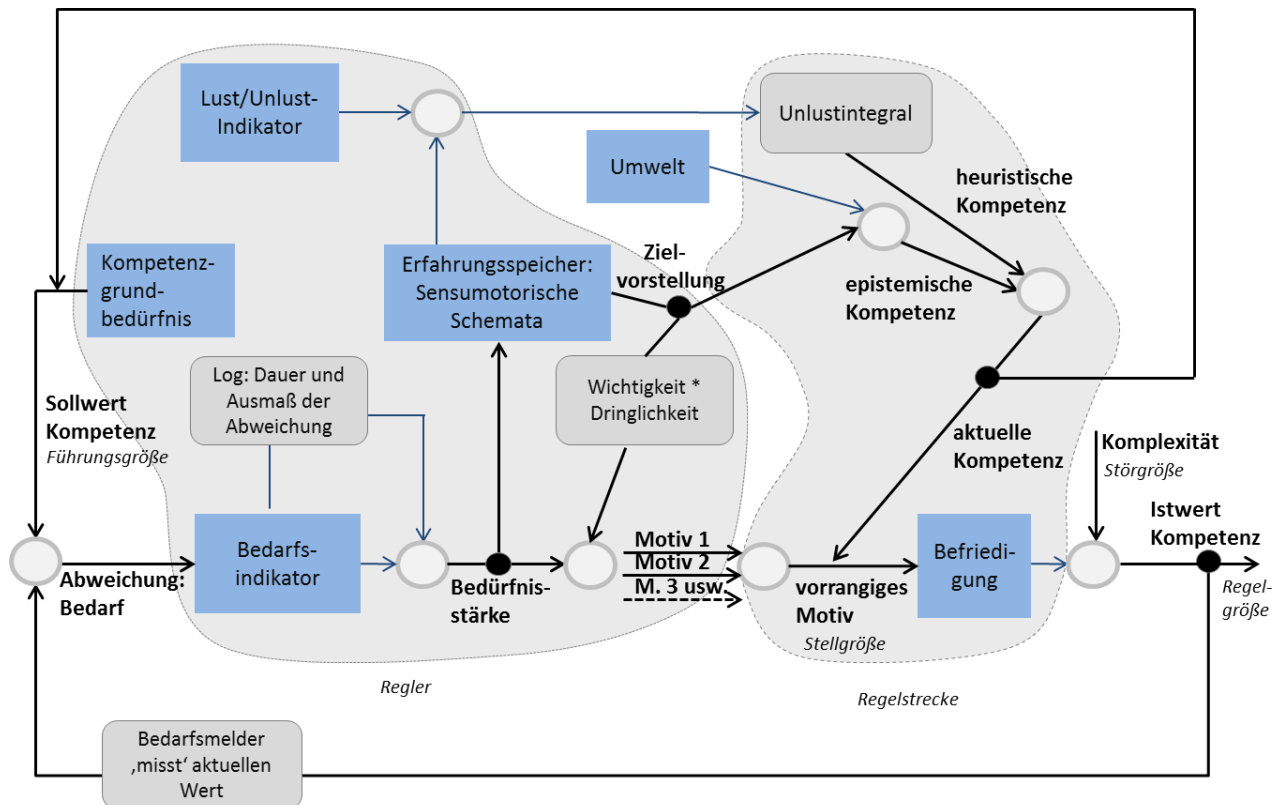 Lust/Unlust-
Indikator
Unlustintegral
Umwelt
heuristische
Kompetenz
Kompetenz-
grund-
bedürfnis
Erfahrungsspeicher:
Sensumotorische
Schemata
Ziel-
vorstellung
epistemische
Kompetenz
Log: Dauer und
Ausmaß der
Abweichung
Wichtigkeit *
Dringlichkeit
Sollwert
Kompetenz
Führungsgröße
aktuelle
Kompetenz
Komplexität
Störgröße
Istwert
Kompetenz
Abweichung:
Bedarf
Bedarfs-
indikator
Bedürfnis-
stärke
Motiv 1
Motiv 2
M. 3 usw.
vorrangiges
Motiv
Stellgröße
Befriedi-
gung
Regel-
größe
Regler
Regelstrecke
Bedarfsmelder
‚misst‘ aktuellen
Wert